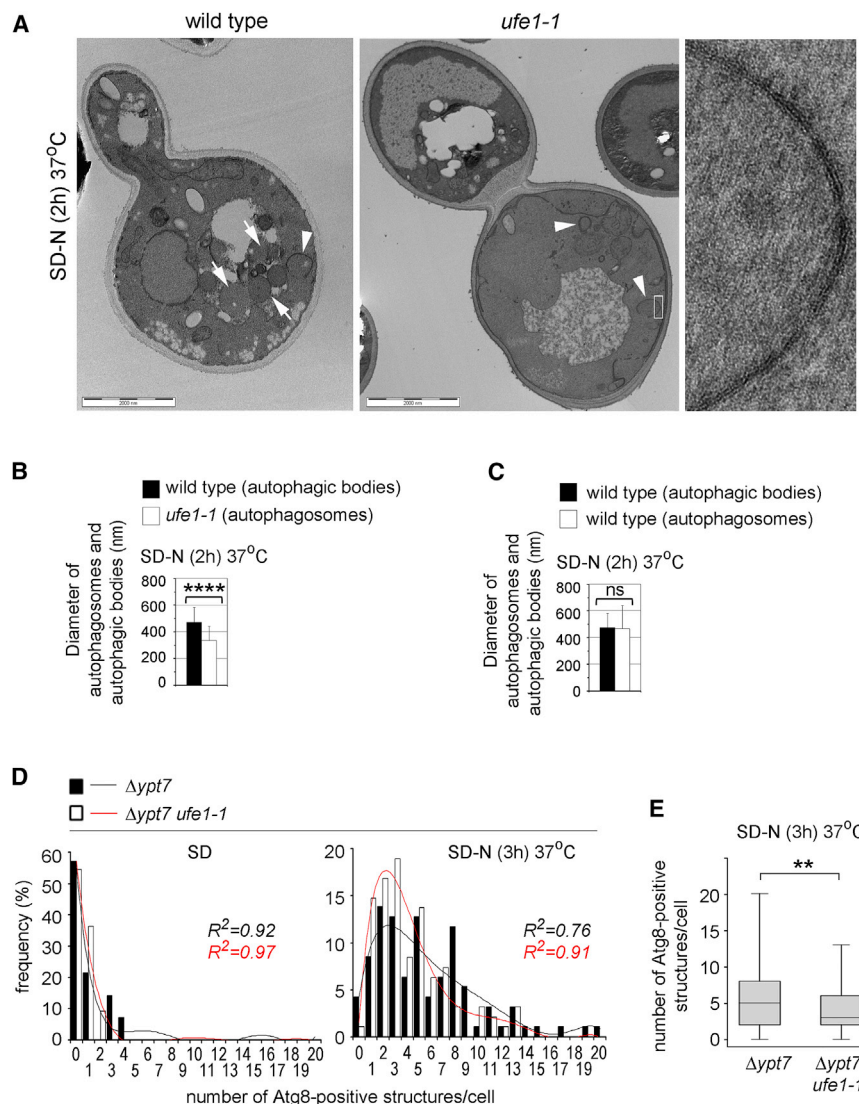 A
wild type
ufe1-1
SD-N (2h) 37°C
2000 nm
2000 nm
B
wild type (autophagic bodies)
ufe1-1 (autophagosomes)
SD-N (2h) 37°C
Diameter of
autophagosomes and
autophagic bodies (nm)
800
600
400
200
0
****
C
wild type (autophagic bodies)
wild type (autophagosomes)
SD-N (2h) 37°C
Diameter of
autophagosomes and
autophagic bodies (nm)
800
600
400
200
0
ns
D
Δypt7
Δypt7 ufe1-1
SD
frequency (%)
60
50
40
30
20
10
0
R²=0.92
R²=0.97
0 2 4 6 8 10 12 14 16 18 20
1 3 5 7 9 11 13 15 17 19
SD-N (3h) 37°C
20
15
10
5
0
R²=0.76
R²=0.91
0 2 4 6 8 10 12 14 16 18 20
1 3 5 7 9 11 13 15 17 19
number of Atg8-positive structures/cell
E
SD-N (3h) 37°C
number of Atg8-positive
structures/cell
20
15
10
5
0
**
Δypt7
Δypt7
ufe1-1